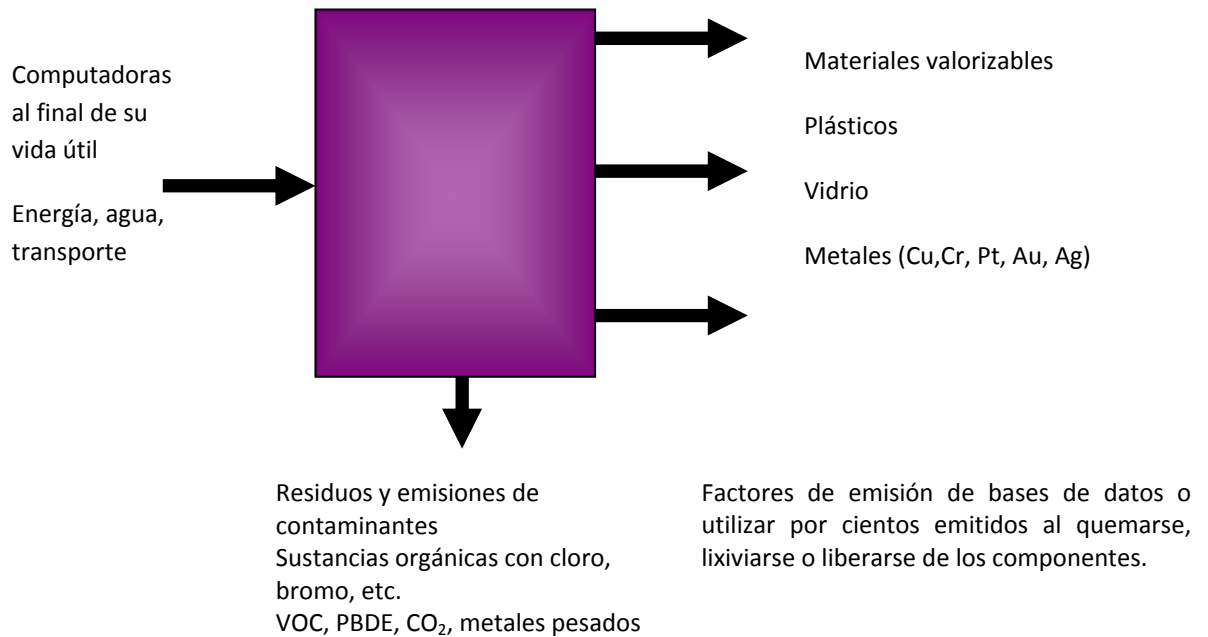 Computadoras
al final de su
vida útil
Energía, agua,
transporte
Materiales valorizables
Plásticos
Vidrio
Metales (Cu,Cr, Pt, Au, Ag)
Residuos y emisiones de
contaminantes
Sustancias orgánicas con cloro,
bromo, etc.
VOC, PBDE, CO₂, metales pesados
Factores de emisión de bases de datos o
utilizar por cientos emitidos al quemarse,
lixiviarse o liberarse de los componentes.